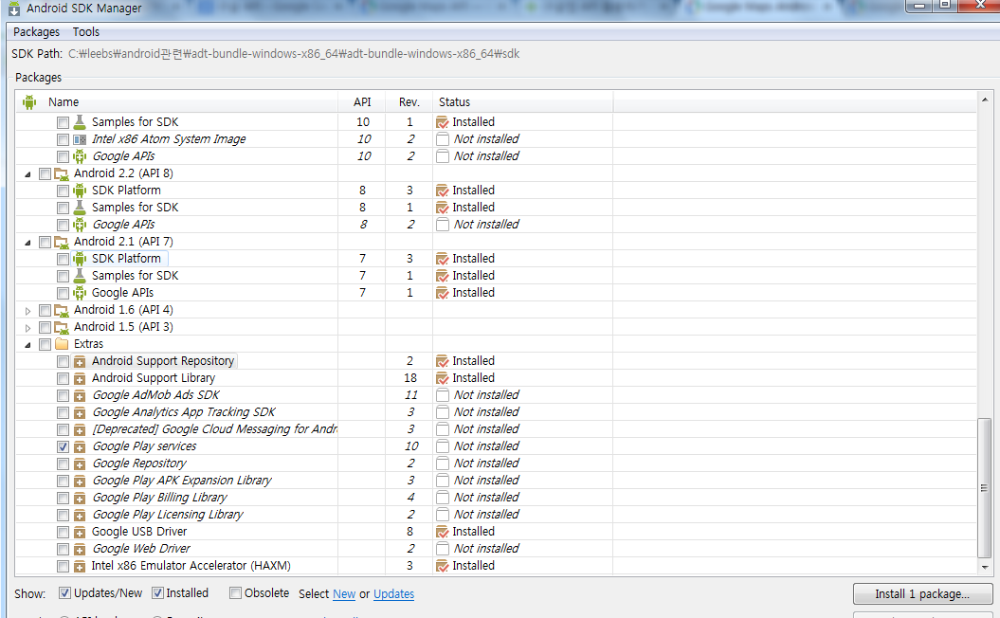 Android SDK Manager
Packages Tools
SDK Path: C:\leebs\android관련\adt-bundle-windows-x86_64\adt-bundle-windows-x86_64\sdk
Packages
Name API Rev. Status
Samples for SDK 10 1 Installed
Intel x86 Atom System Image 10 2 Not installed
Google APIs 10 2 Not installed
Android 2.2 (API 8)
SDK Platform 8 3 Installed
Samples for SDK 8 1 Installed
Google APIs 8 2 Not installed
Android 2.1 (API 7)
SDK Platform 7 3 Installed
Samples for SDK 7 1 Installed
Google APIs 7 1 Installed
Android 1.6 (API 4)
Android 1.5 (API 3)
Extras
Android Support Repository 2 Installed
Android Support Library 18 Installed
Google AdMob Ads SDK 11 Not installed
Google Analytics App Tracking SDK 3 Not installed
[Deprecated] Google Cloud Messaging for Andr 3 Not installed
Google Play services 10 Not installed
Google Repository 2 Not installed
Google Play APK Expansion Library 3 Not installed
Google Play Billing Library 4 Not installed
Google Play Licensing Library 2 Not installed
Google USB Driver 8 Installed
Google Web Driver 2 Not installed
Intel x86 Emulator Accelerator (HAXM) 3 Installed
Show: Updates/New Installed Obsolete Select New or Updates Install 1 package...